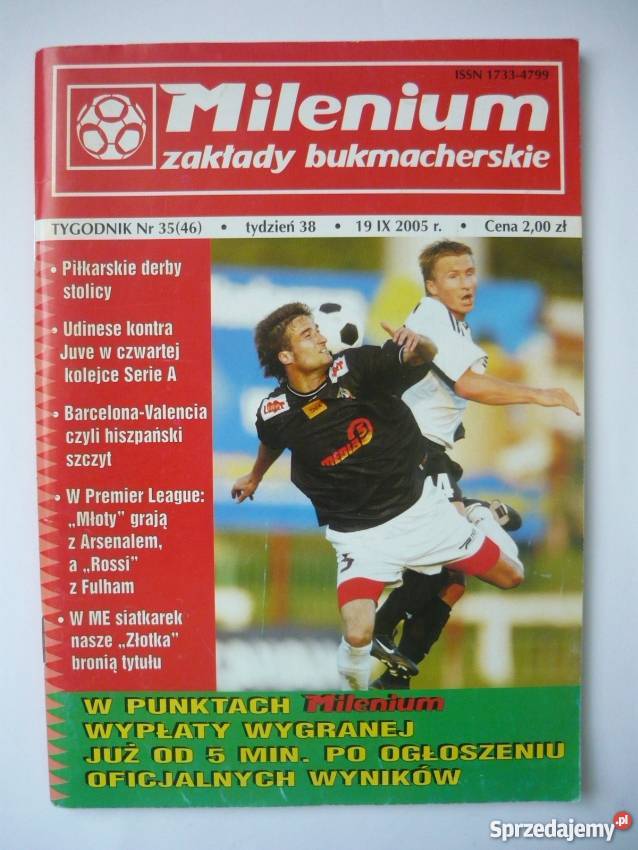 ISSN 1733-4799
Milenium
zakłady bukmacherskie
TYGODNIK Nr 35(46) • tydzień 38 • 19 IX 2005 r. • Cena 2,00 zł
• Piłkarskie derby
stolicy
• Udinese kontra
Juve w czwartej
kolejce Serie A
• Barcelona-Valencia
czyli hiszpański
szczyt
• W Premier League:
„Młoty” grają
z Arsenalem,
a „Rossi”
z Fulham
• W ME siatkarek
nasze „Złotka”
bronią tytułu
MEDIA
3
4
W PUNKTACH Milenium
WYPŁATY WYGRANEJ
JUŻ OD 5 MIN. PO OGŁOSZENIU
OFICJALNYCH WYNIKÓW
Sprzedajemy.pl